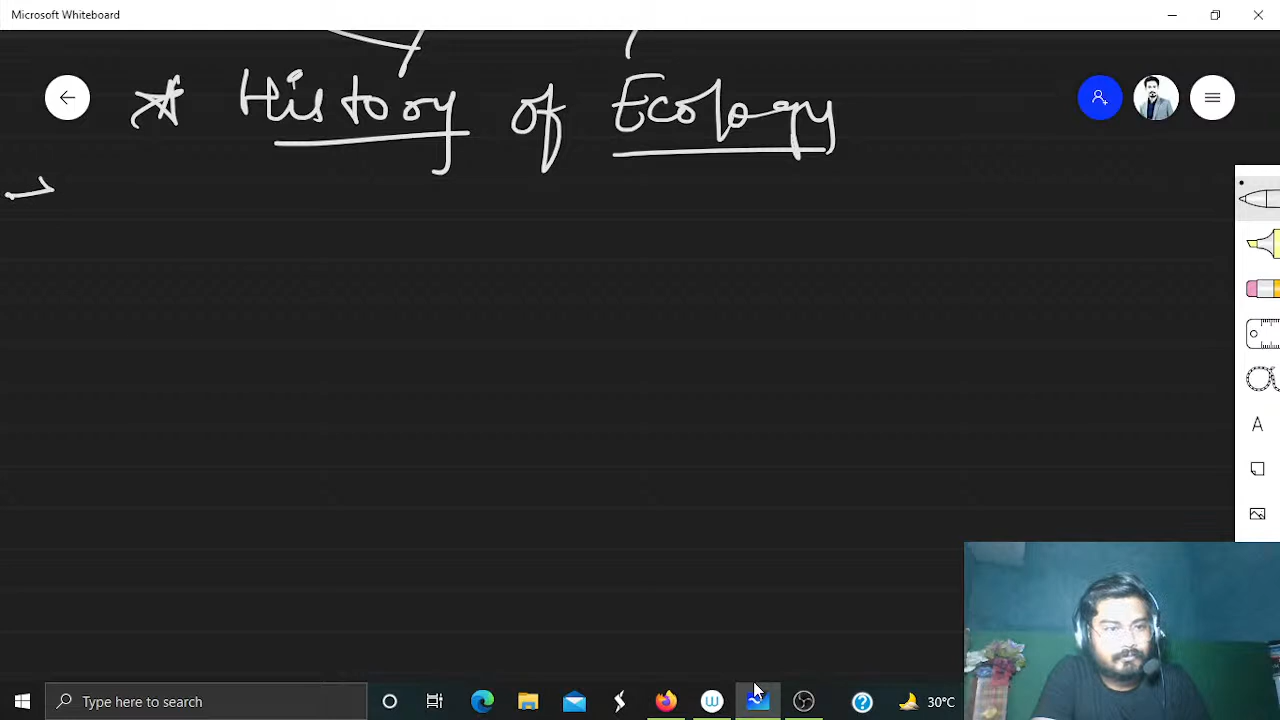 Microsoft Whiteboard
* History of Ecology
→
A
Type here to search
30°C